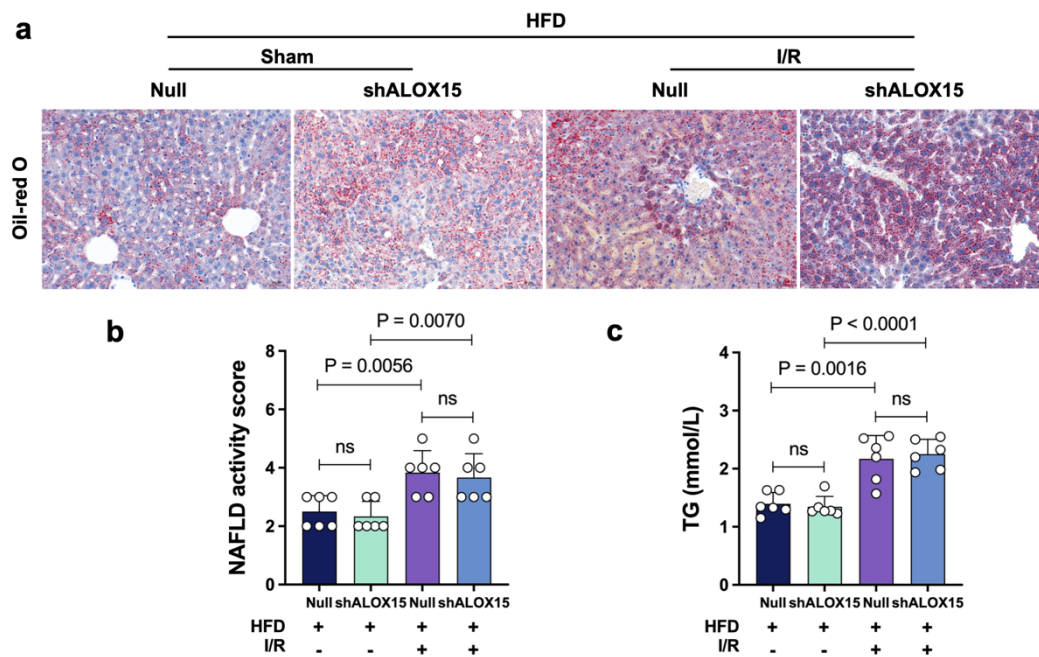 a
HFD
Sham I/R
Null shALOX15 Null shALOX15
Oil-red O
b
P = 0.0070
P = 0.0056
ns
ns
NAFLD activity score
8
6
4
2
0
Null shALOX15 Null shALOX15
HFD + + + +
I/R - - + +
c
P < 0.0001
P = 0.0016
ns
ns
TG (mmol/L)
4
3
2
1
0
Null shALOX15 Null shALOX15
HFD + + + +
I/R - - + +